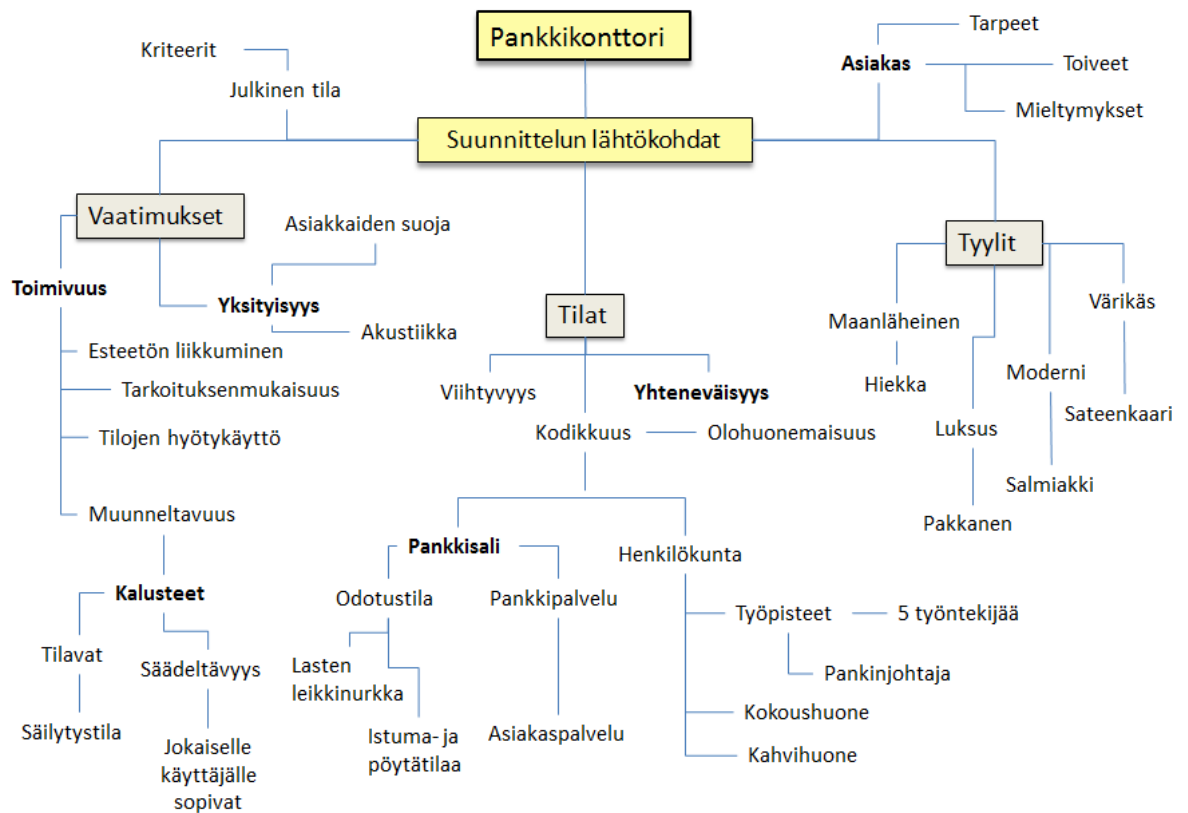 Pankkikonttori
Suunnittelun lähtökohdat
Kriteerit
Julkinen tila
Asiakas
Tarpeet
Toiveet
Mieltymykset
Vaatimukset
Toimivuus
Esteetön liikkuminen
Tarkoituksenmukaisuus
Tilojen hyötykäyttö
Muunneltavuus
Kalusteet
Tilavat
Säilytystila
Säädeltävyys
Jokaiselle
käyttäjälle
sopivat
Yksityisyys
Asiakkaiden suoja
Akustiikka
Tilat
Viihtyvyys
Yhteneväisyys
Kodikkuus
Olohuonemaisuus
Pankkisali
Odotustila
Lasten
leikkinurkka
Istuma- ja
pöytätilaa
Pankkipalvelu
Asiakaspalvelu
Henkilökunta
Työpisteet
5 työntekijää
Pankinjohtaja
Kokoushuone
Kahvihuone
Tyylit
Maanläheinen
Hiekka
Luksus
Pakkanen
Moderni
Salmiakki
Värikäs
Sateenkaari